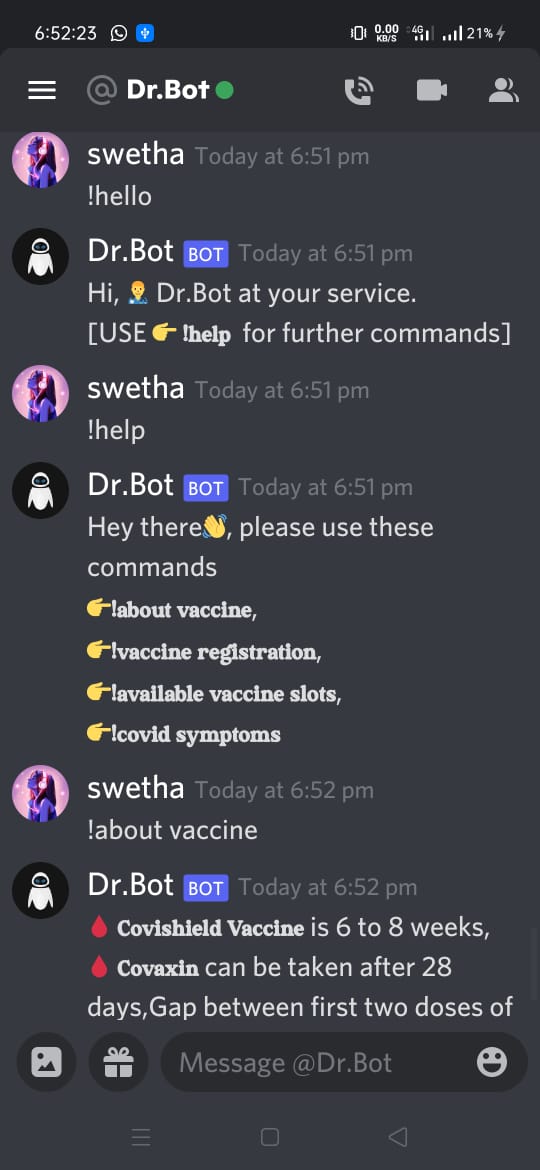 6:52:23 0.00 KB/S 4G 21%
@ Dr.Bot
swetha Today at 6:51 pm
!hello
Dr.Bot BOT Today at 6:51 pm
Hi, 👨‍⚕️ Dr.Bot at your service.
[USE 👉 !help for further commands]
swetha Today at 6:51 pm
!help
Dr.Bot BOT Today at 6:51 pm
Hey there👋, please use these
commands
👉!about vaccine,
👉!vaccine registration,
👉!available vaccine slots,
👉!covid symptoms
swetha Today at 6:52 pm
!about vaccine
Dr.Bot BOT Today at 6:52 pm
🩸 Covishield Vaccine is 6 to 8 weeks,
🩸 Covaxin can be taken after 28
days,Gap between first two doses of
Message @Dr.Bot